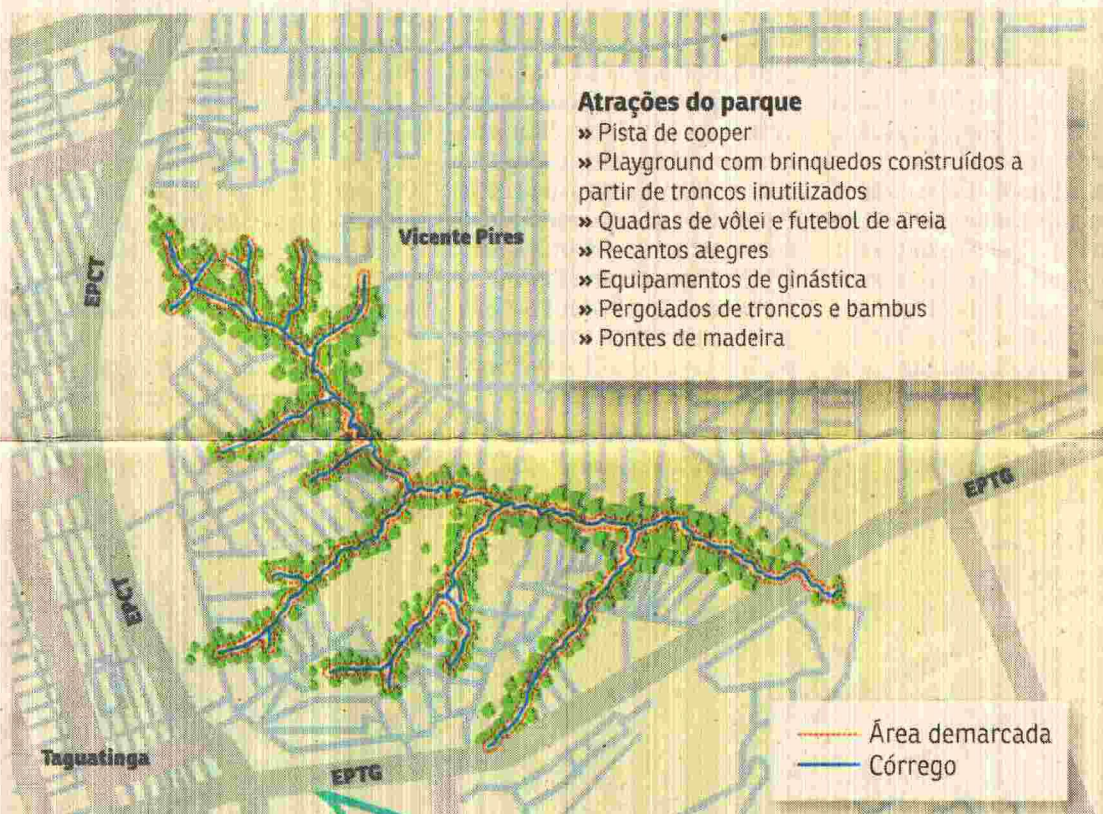 Atrações do parque
» Pista de cooper
» Playground com brinquedos construídos a
partir de troncos inutilizados
» Quadras de vôlei e futebol de areia
» Recantos alegres
» Equipamentos de ginástica
» Pergolados de troncos e bambus
» Pontes de madeira
Vicente Pires
EPCT
EPTG
EPCT
Taguatinga
EPTG
Área demarcada
Córrego